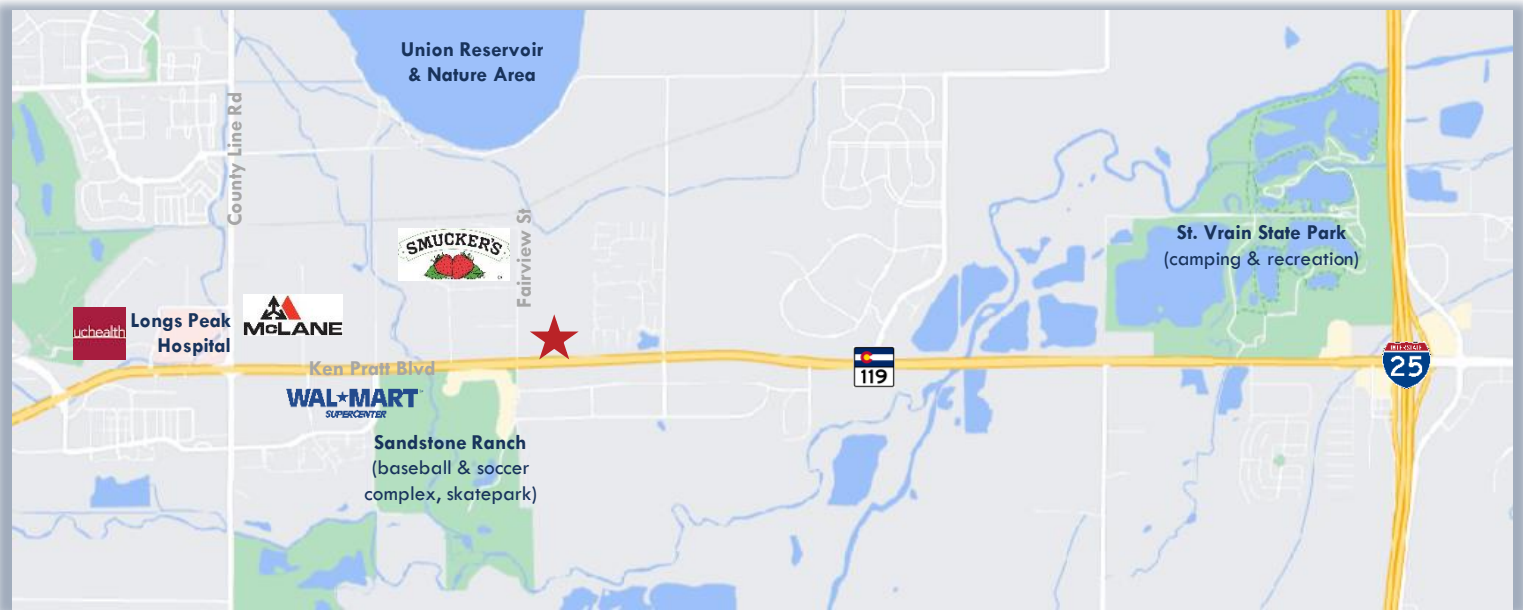 Union Reservoir
& Nature Area
County Line Rd
SMUCKER'S
Fairview St
St. Vrain State Park
(camping & recreation)
uchealth
Longs Peak
Hospital
McLANE
Ken Pratt Blvd
119
INTERSTATE
25
WAL★MART
SUPERCENTER
Sandstone Ranch
(baseball & soccer
complex, skatepark)